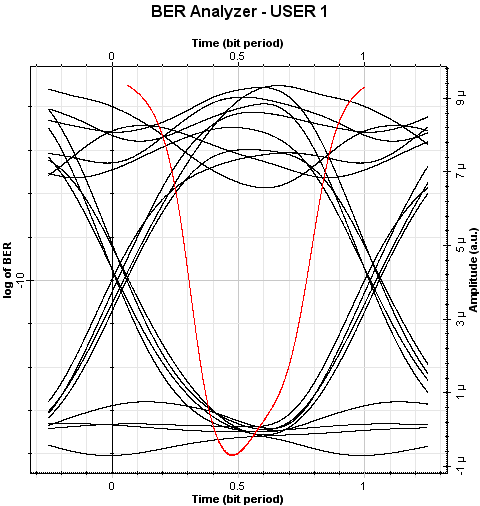 BER Analyzer - USER 1
Time (bit period)
0 0.5 1
9 µ
7 µ
5 µ
3 µ
1 µ
-1 µ
Amplitude (a.u.)
log of BER
-10
0 0.5 1
Time (bit period)